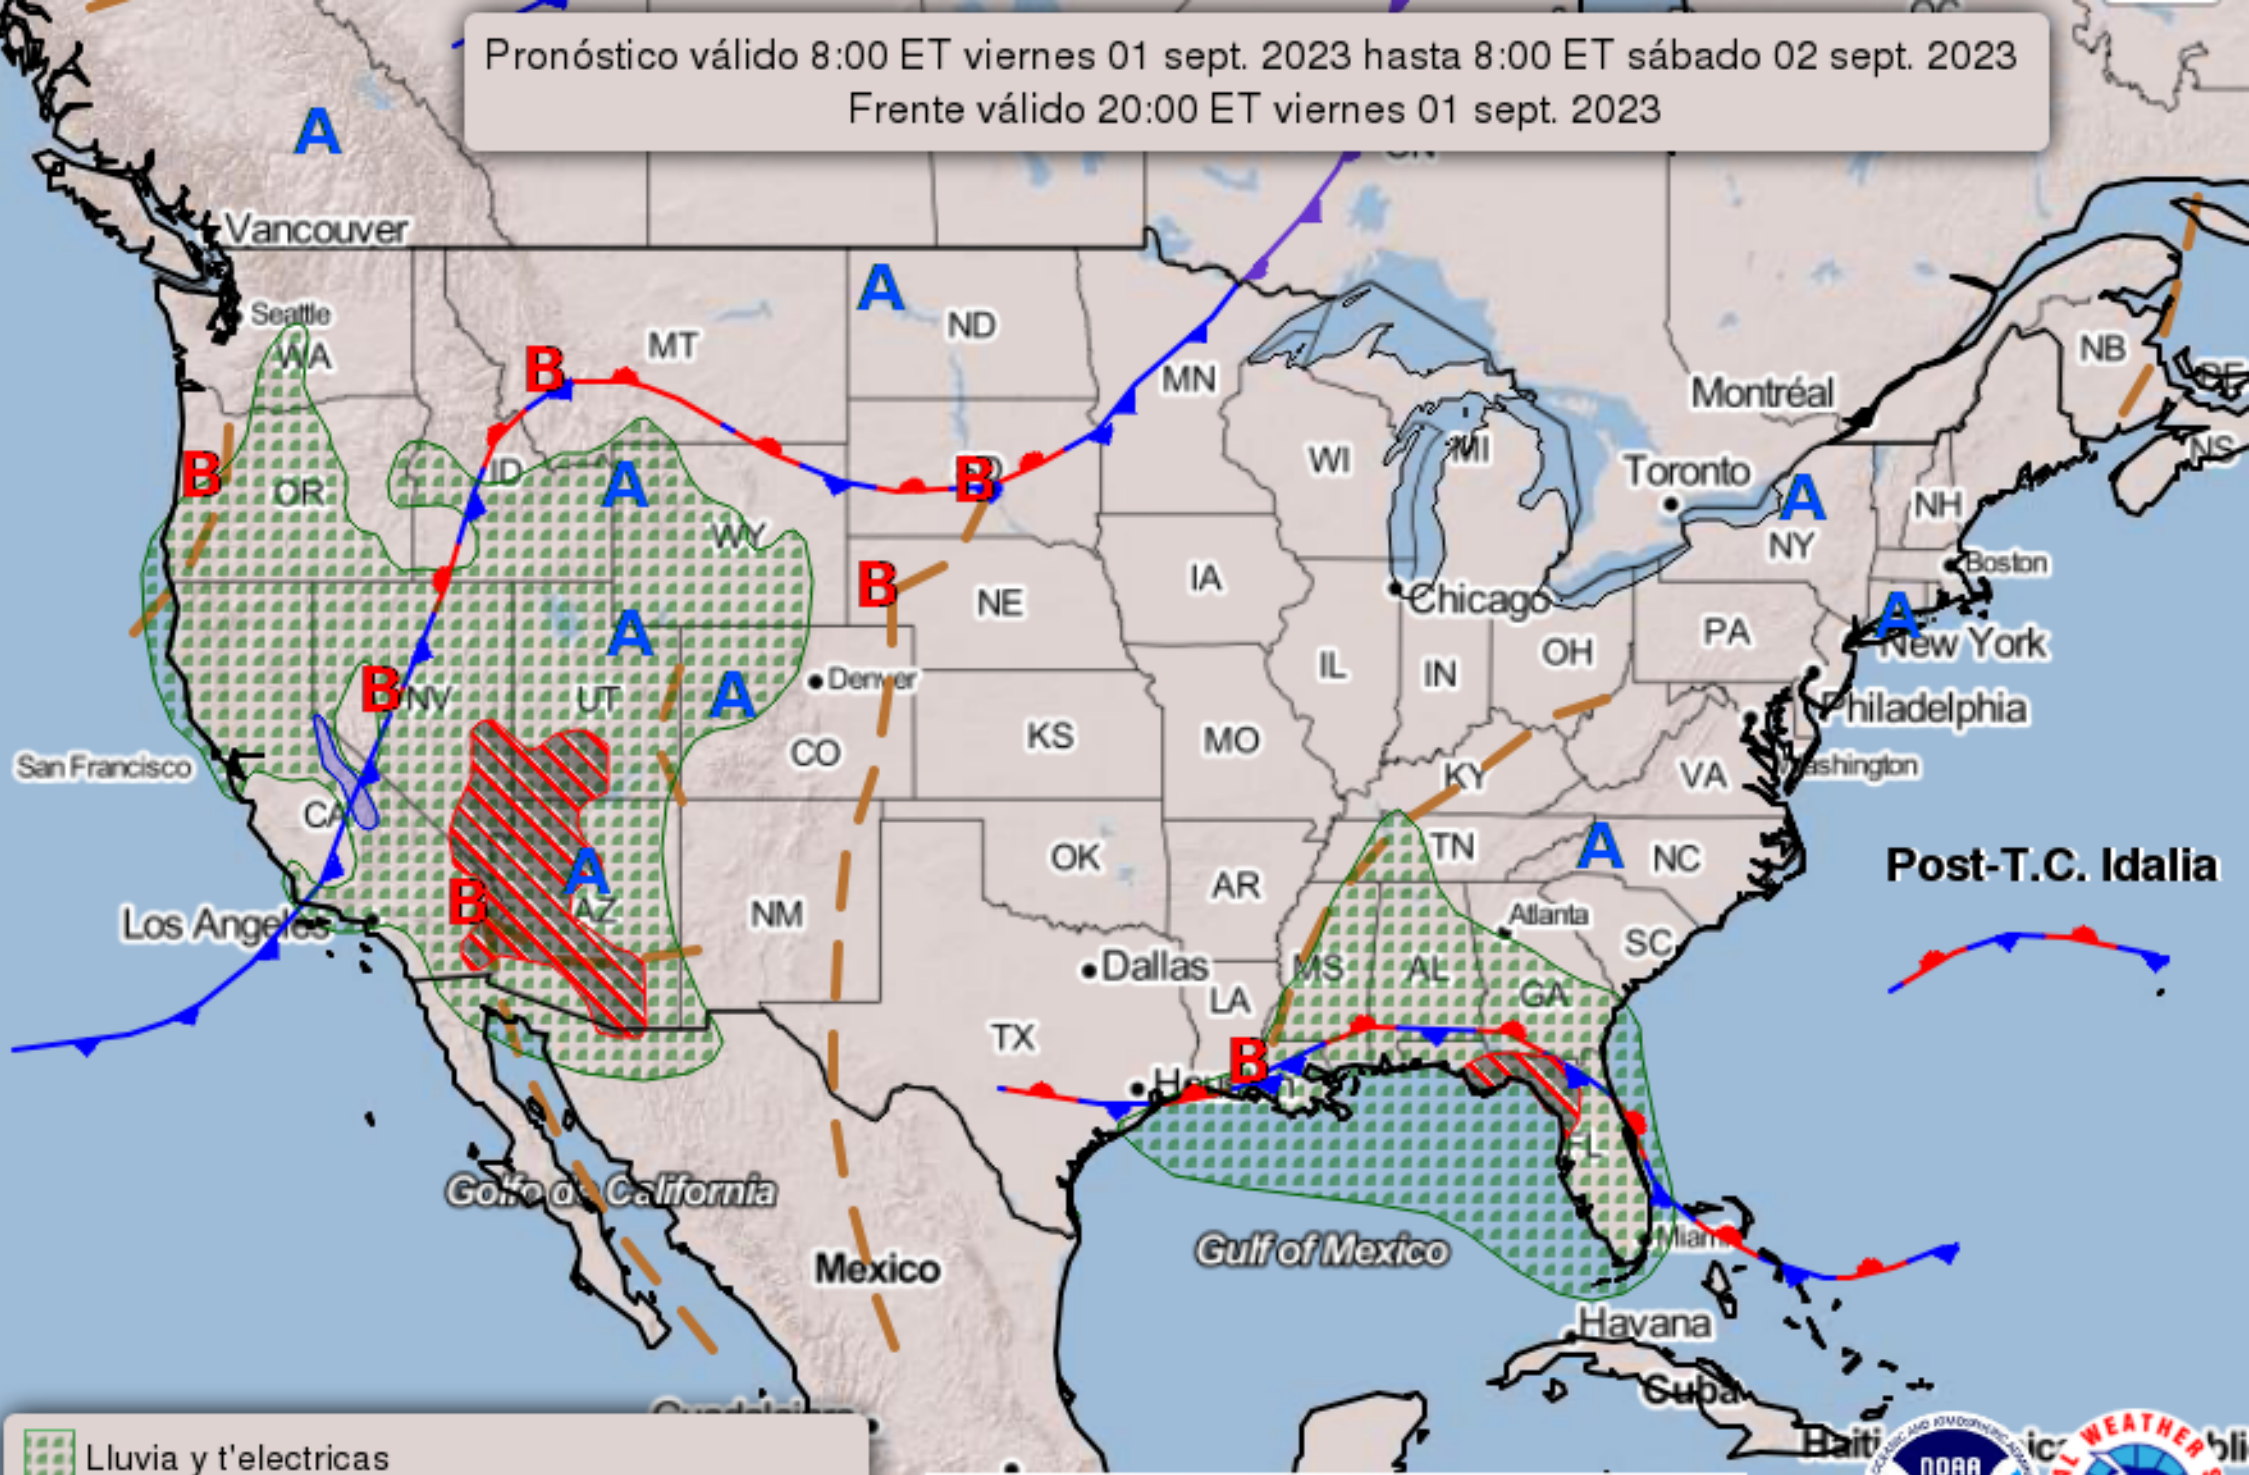 Pronóstico válido 8:00 ET viernes 01 sept. 2023 hasta 8:00 ET sábado 02 sept. 2023
Frente válido 20:00 ET viernes 01 sept. 2023
A
Vancouver
A
ND
Seattle
WA
B
MT
MN
NB
Montréal
B
OR
ID
A
WY
B
WI
MI
Toronto
A
NY
NH
NS
Boston
B
NE
IA
Chicago
A
New York
A
PA
OH
IL
IN
B
NV
UT
A
Denver
CO
KS
MO
KY
VA
Philadelphia
Washington
San Francisco
CA
OK
AR
TN
A
NC
Post-T.C. Idalia
Los Angeles
B
A
AZ
NM
Dallas
LA
MS
AL
Atlanta
GA
SC
TX
Houston
B
FL
Golfo de California
Gulf of Mexico
Miami
Mexico
Havana
Cuba
Guadalajara
Haiti
NOAA
WEATHER
Lluvia y t'electricas